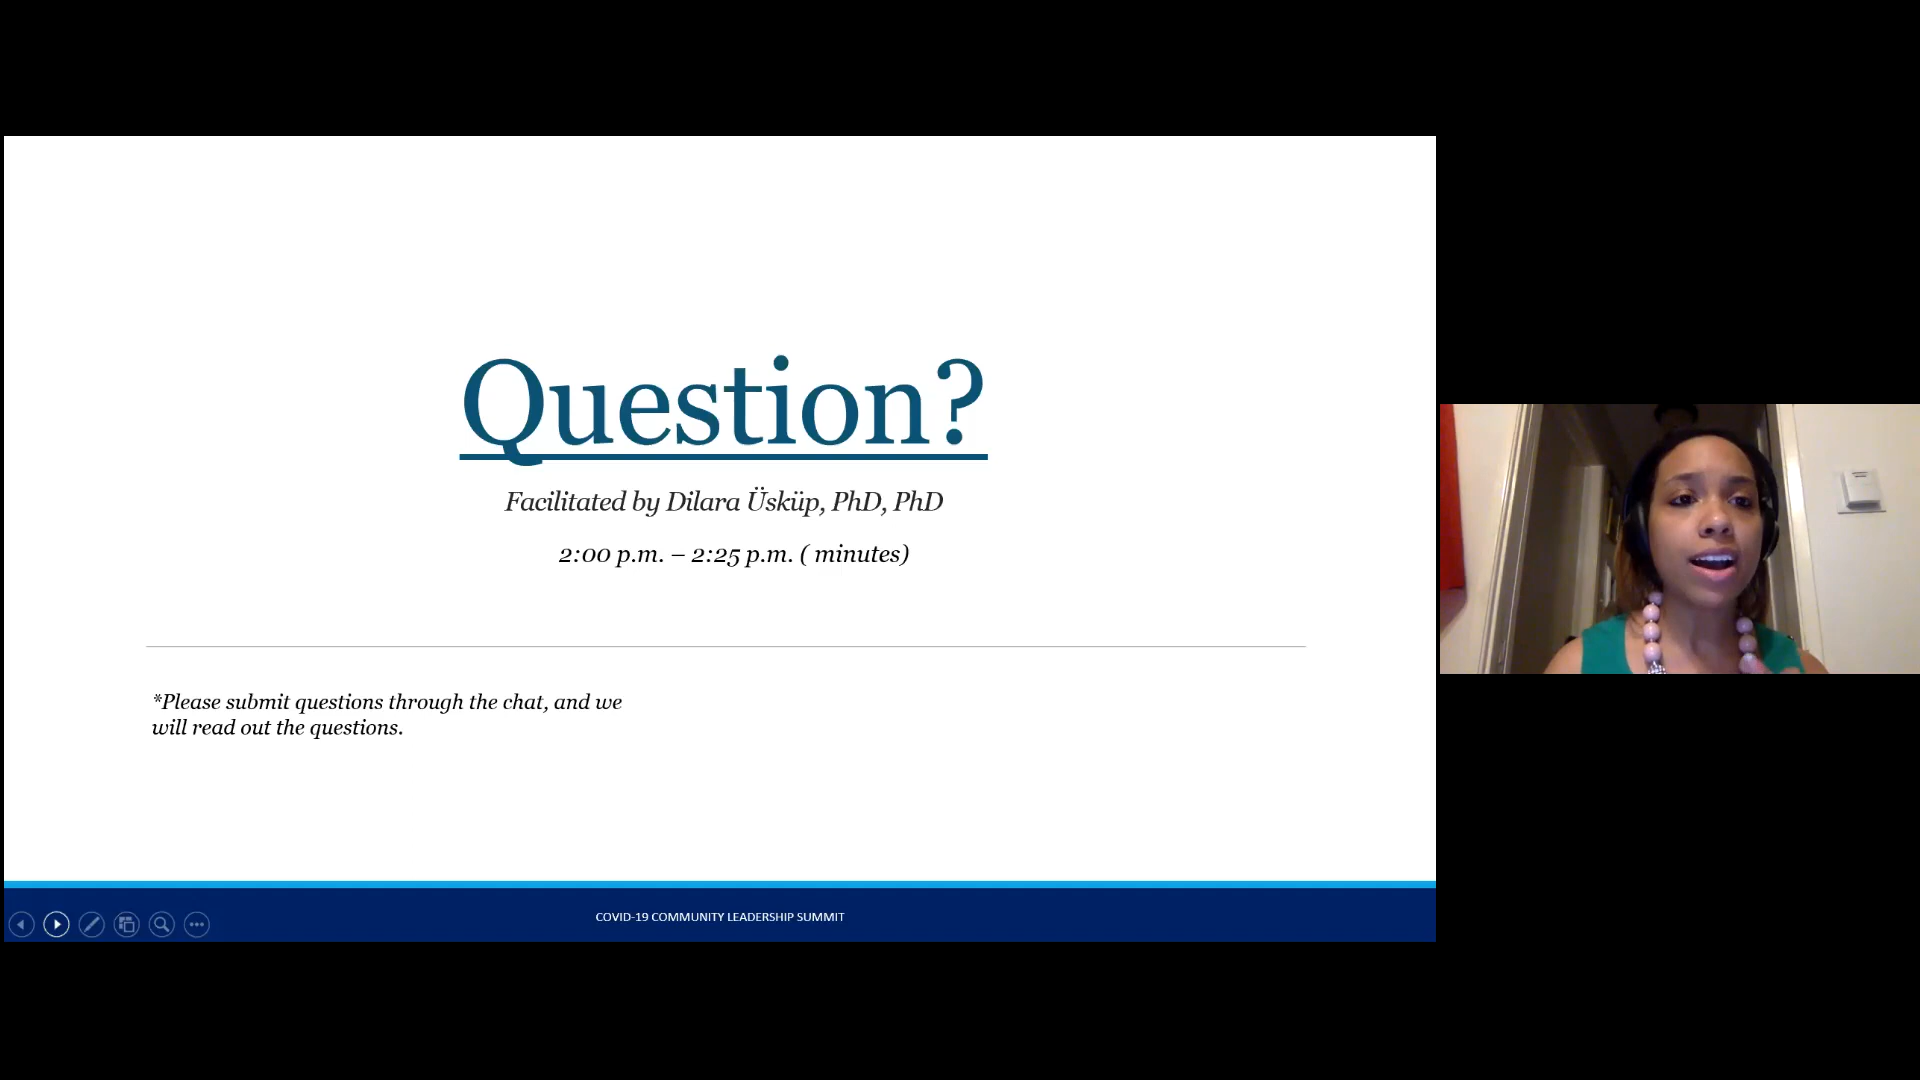 Question?
Facilitated by Dilara Üsküp, PhD, PhD
2:00 p.m. – 2:25 p.m. ( minutes)
*Please submit questions through the chat, and we
will read out the questions.
COVID-19 COMMUNITY LEADERSHIP SUMMIT